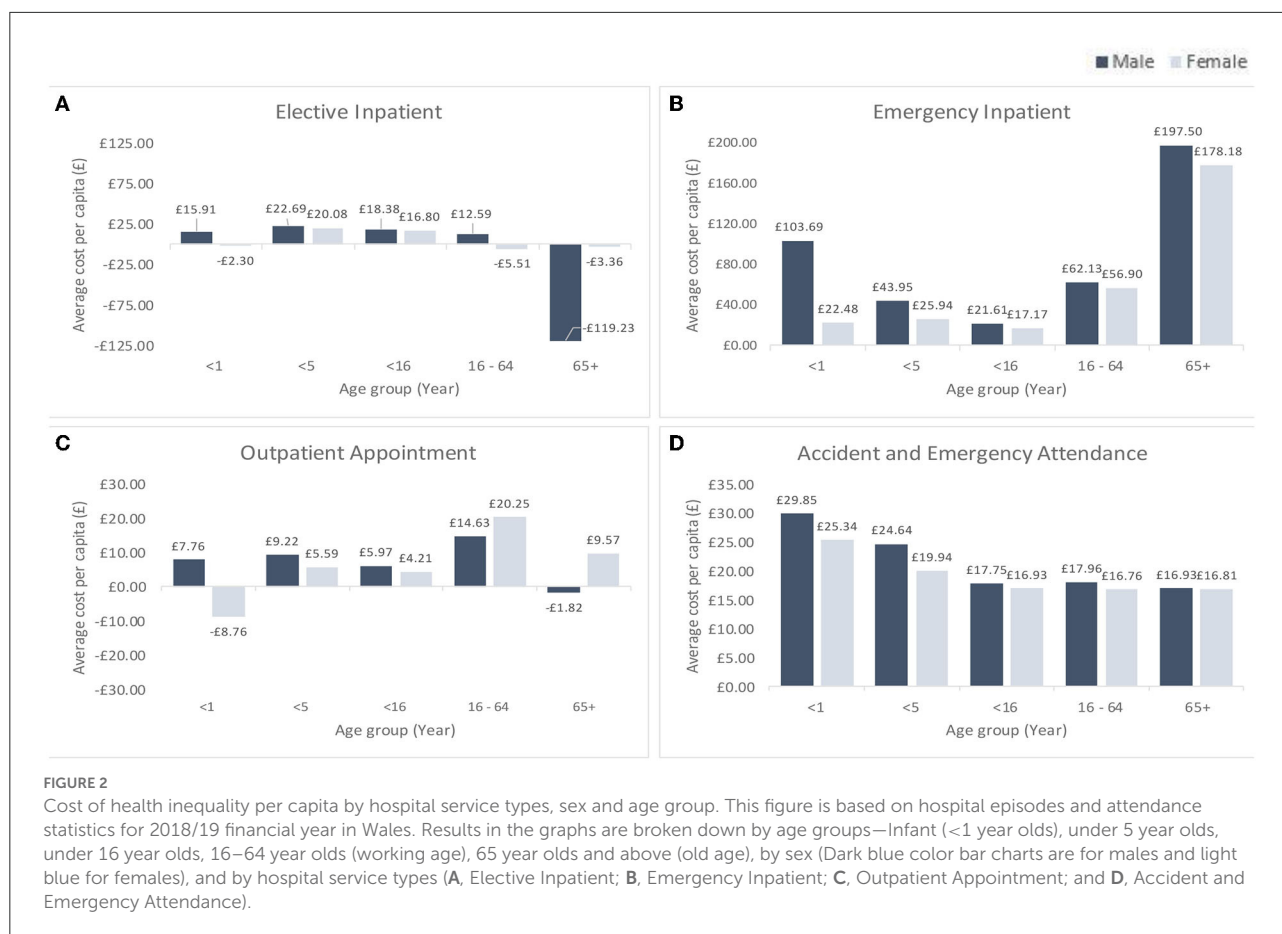 Male Female
A
Elective Inpatient
Average cost per capita (£)
£125.00
£75.00
£25.00
-£25.00
-£75.00
-£125.00
£15.91
-£2.30
£22.69
£20.08
£18.38
£16.80
£12.59
-£5.51
-£119.23
-£3.36
<1 <5 <16 16 - 64 65+
Age group (Year)
B
Emergency Inpatient
Average cost per capita (£)
£200.00
£160.00
£120.00
£80.00
£40.00
£0.00
£103.69
£22.48
£43.95
£25.94
£21.61
£17.17
£62.13
£56.90
£197.50
£178.18
<1 <5 <16 16 - 64 65+
Age group (Year)
C
Outpatient Appointment
Average cost per capita (£)
£30.00
£20.00
£10.00
£0.00
-£10.00
-£20.00
-£30.00
£7.76
-£8.76
£9.22
£5.59
£5.97
£4.21
£14.63
£20.25
-£1.82
£9.57
<1 <5 <16 16 - 64 65+
Age group (Year)
D
Accident and Emergency Attendance
Average cost per capita (£)
£35.00
£30.00
£25.00
£20.00
£15.00
£10.00
£5.00
£0.00
£29.85
£25.34
£24.64
£19.94
£17.75
£16.93
£17.96
£16.76
£16.93
£16.81
<1 <5 <16 16 - 64 65+
Age group (Year)
FIGURE 2
Cost of health inequality per capita by hospital service types, sex and age group. This figure is based on hospital episodes and attendance
statistics for 2018/19 financial year in Wales. Results in the graphs are broken down by age groups—Infant (<1 year olds), under 5 year olds,
under 16 year olds, 16–64 year olds (working age), 65 year olds and above (old age), by sex (Dark blue color bar charts are for males and light
blue for females), and by hospital service types (A, Elective Inpatient; B, Emergency Inpatient; C, Outpatient Appointment; and D, Accident and
Emergency Attendance).